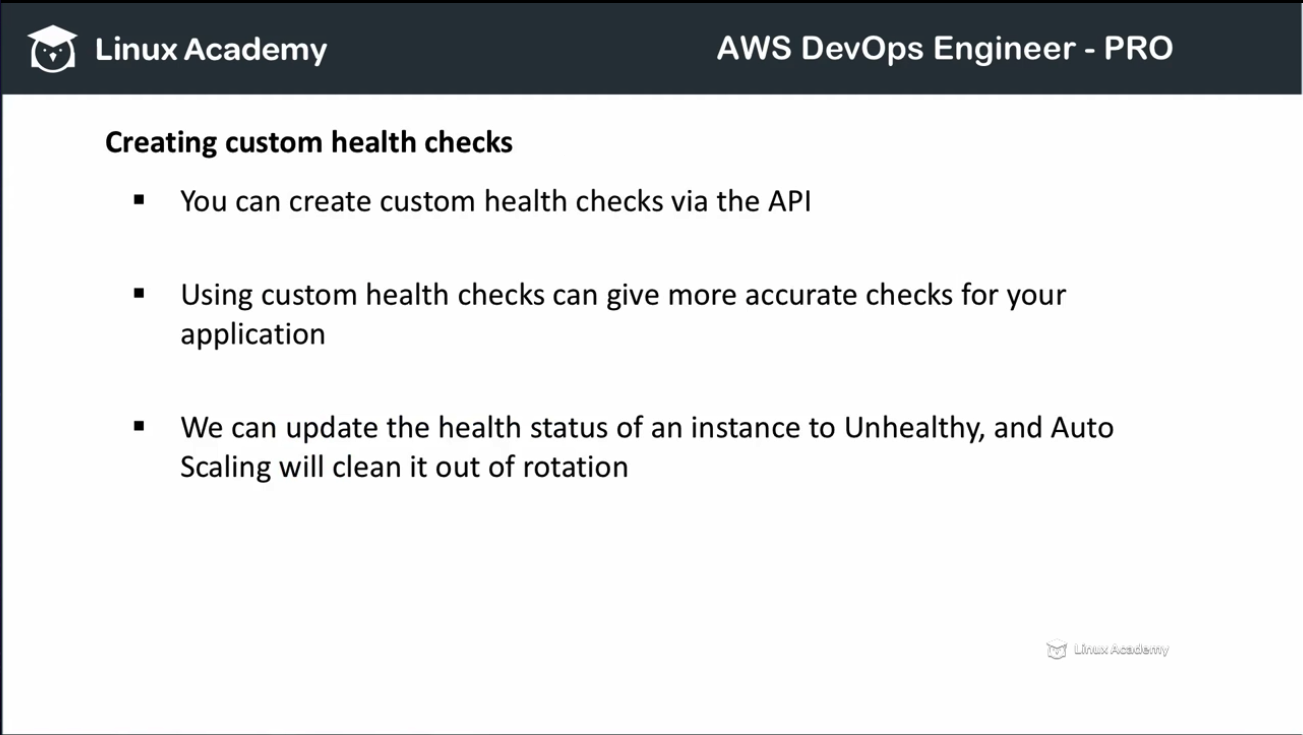 Linux Academy
AWS DevOps Engineer - PRO
Creating custom health checks
▪ You can create custom health checks via the API
▪ Using custom health checks can give more accurate checks for your
application
▪ We can update the health status of an instance to Unhealthy, and Auto
Scaling will clean it out of rotation
Linux Academy